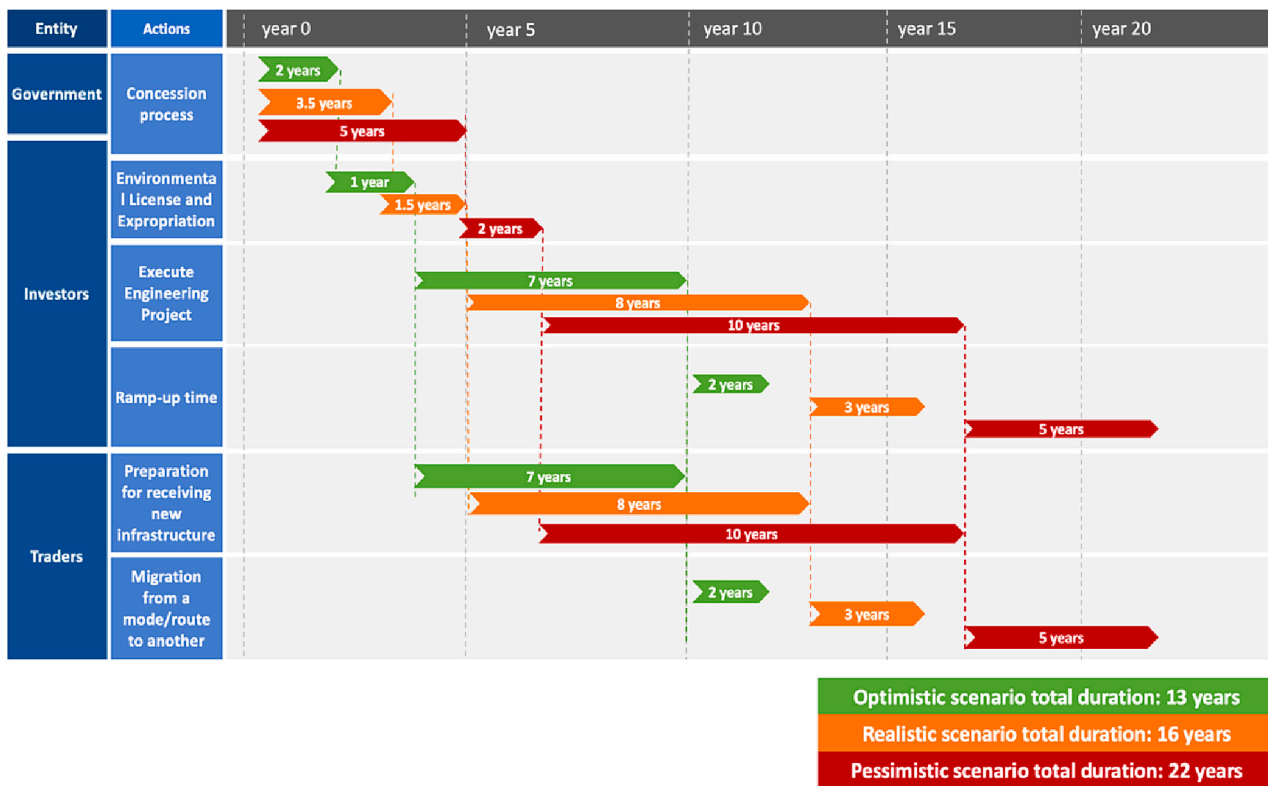 Entity
Actions
year 0
year 5
year 10
year 15
year 20
Government
Concession
process
2 years
3.5 years
5 years
Investors
Environmenta
l License and
Expropriation
1 year
1.5 years
2 years
Execute
Engineering
Project
7 years
8 years
10 years
Ramp-up time
2 years
3 years
5 years
Traders
Preparation
for receiving
new
infrastructure
7 years
8 years
10 years
Migration
from a
mode/route
to another
2 years
3 years
5 years
Optimistic scenario total duration: 13 years
Realistic scenario total duration: 16 years
Pessimistic scenario total duration: 22 years